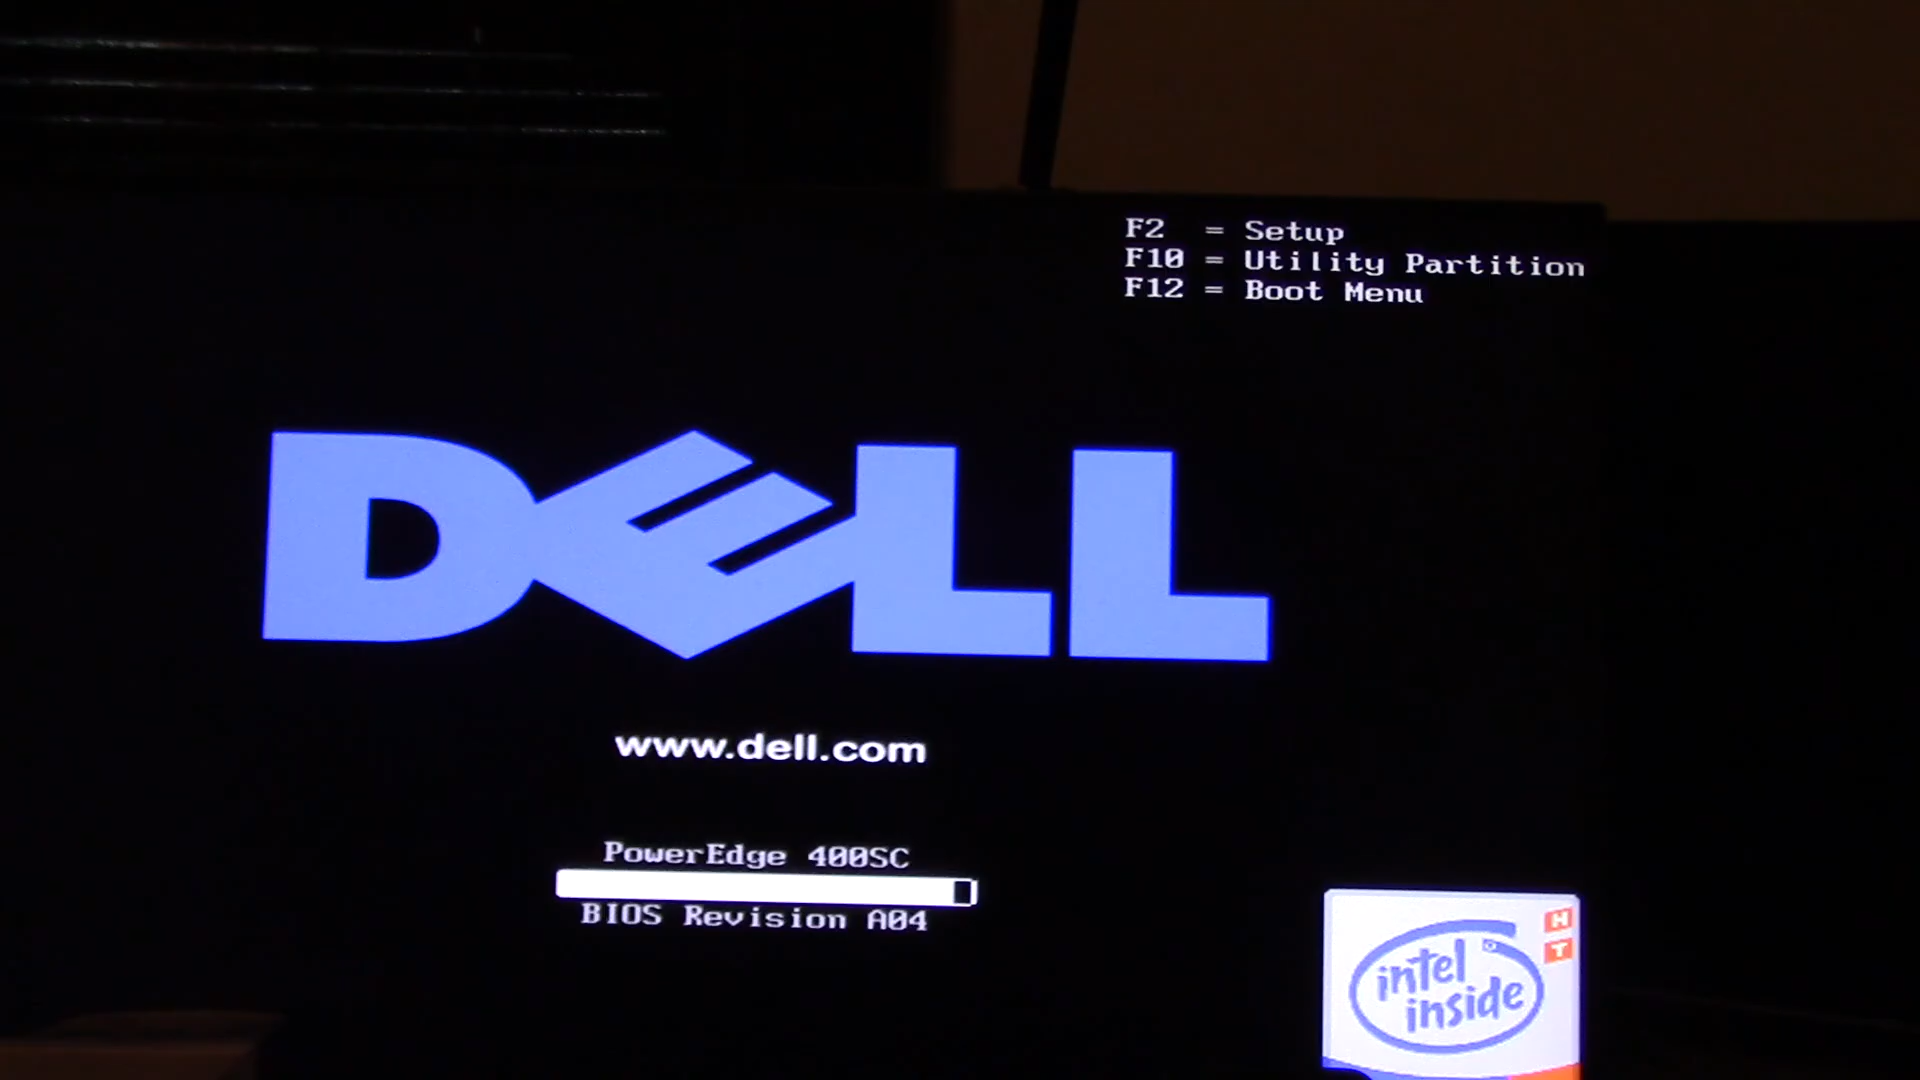 F2 = Setup
F10 = Utility Partition
F12 = Boot Menu
DELL
www.dell.com
PowerEdge 400SC
BIOS Revision A04
HT
intel
inside